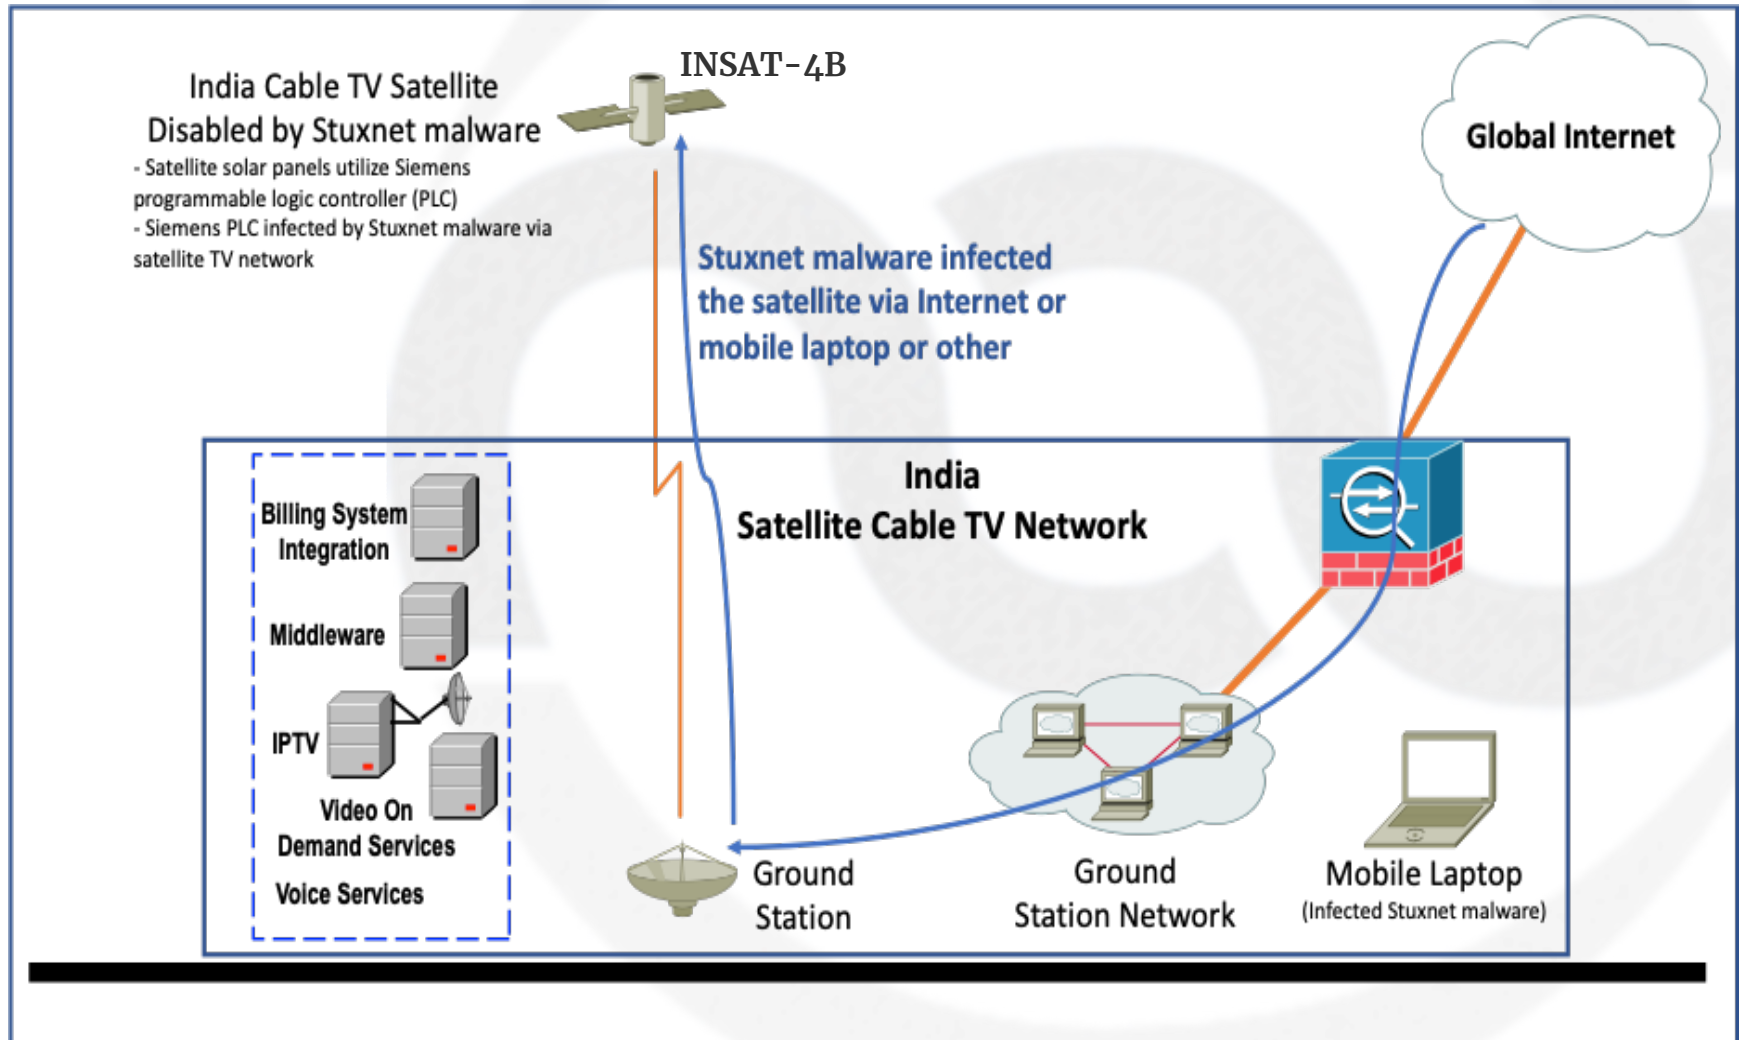 INSAT-4B
India Cable TV Satellite
Disabled by Stuxnet malware
- Satellite solar panels utilize Siemens
programmable logic controller (PLC)
- Siemens PLC infected by Stuxnet malware via
satellite TV network
Global Internet
Stuxnet malware infected
the satellite via Internet or
mobile laptop or other
India
Satellite Cable TV Network
Billing System
Integration
Middleware
IPTV
Video On
Demand Services
Voice Services
Ground
Station
Ground
Station Network
Mobile Laptop
(Infected Stuxnet malware)